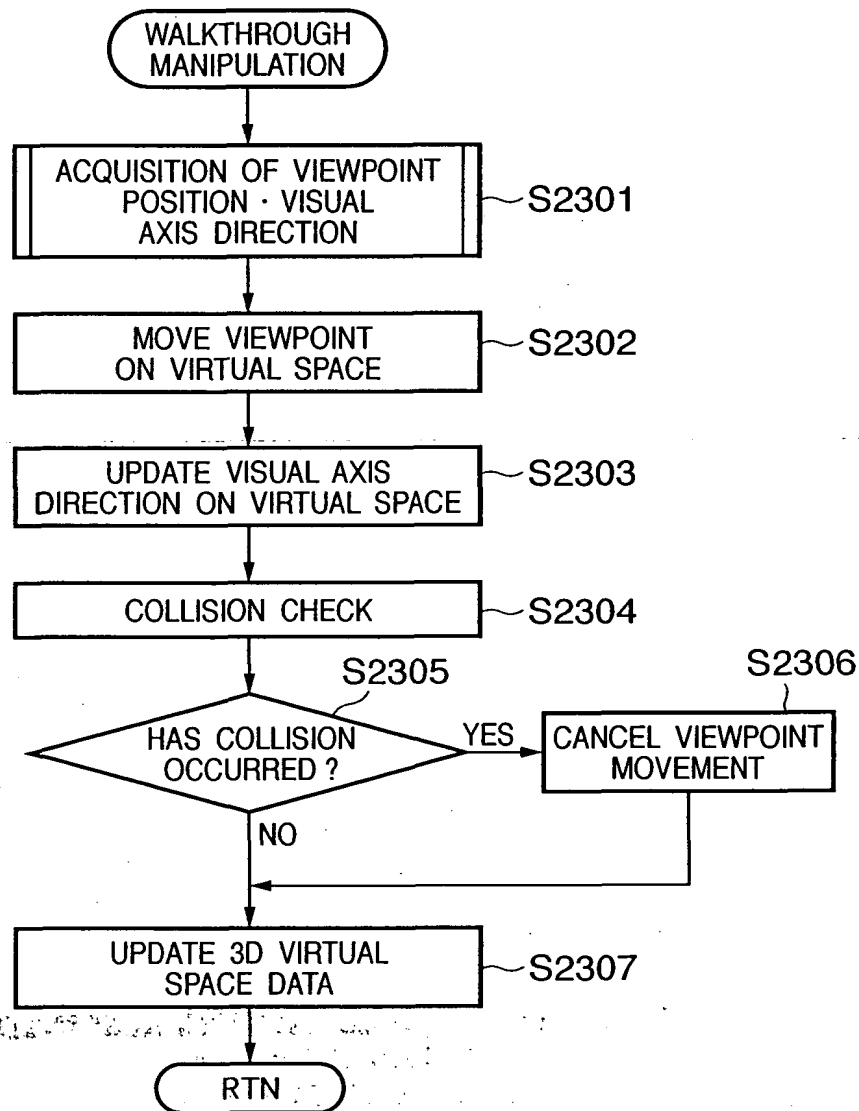 WALKTHROUGH
MANIPULATION
ACQUISITION OF VIEWPOINT
POSITION · VISUAL
AXIS DIRECTION
S2301
MOVE VIEWPOINT
ON VIRTUAL SPACE
S2302
UPDATE VISUAL AXIS
DIRECTION ON VIRTUAL SPACE
S2303
COLLISION CHECK
S2304
S2305
HAS COLLISION
OCCURRED ?
YES
S2306
CANCEL VIEWPOINT
MOVEMENT
NO
UPDATE 3D VIRTUAL
SPACE DATA
S2307
RTN